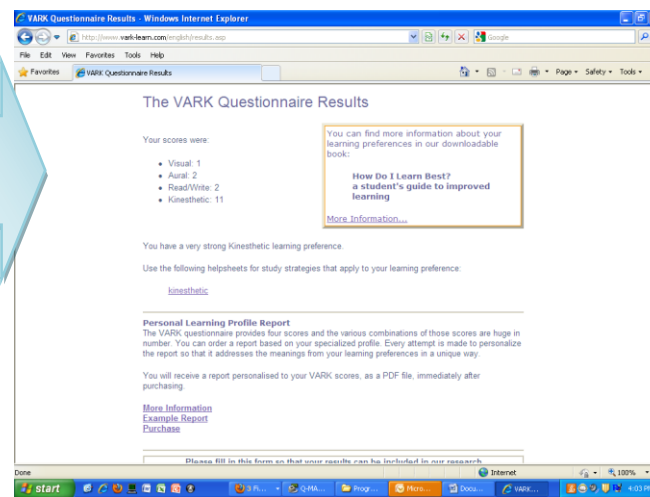 VARK Questionnaire Results - Windows Internet Explorer
http://www.vark-learn.com/english/results.asp
Google
File Edit View Favorites Tools Help
Favorites VARK Questionnaire Results Page Safety Tools
The VARK Questionnaire Results
Your scores were:
Visual: 1
Aural: 2
Read/Write: 2
Kinesthetic: 11
You can find more information about your
learning preferences in our downloadable
book:
How Do I Learn Best?
a student's guide to improved
learning
More Information...
You have a very strong Kinesthetic learning preference.
Use the following helpsheets for study strategies that apply to your learning preference:
kinesthetic
Personal Learning Profile Report
The VARK questionnaire provides four scores and the various combinations of those scores are huge in
number. You can order a report based on your specialized profile. Every attempt is made to personalize
the report so that it addresses the meanings from your learning preferences in a unique way.
You will receive a report personalised to your VARK scores, as a PDF file, immediately after
purchasing.
More Information
Example Report
Purchase
Please fill in this form so that your results can be included in our research
Done Internet 100%
start 3 Fi... Q-MA... Progr... Micro... Docu... VARK... 4:03 PM